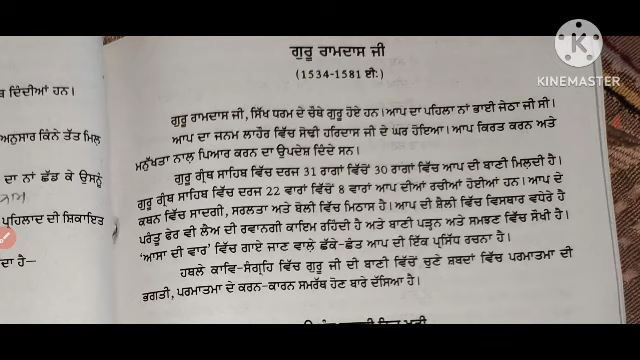 ਗੁਰੂ ਰਾਮਦਾਸ ਜੀ
(1534-1581 ਈ:)
ਗੁਰੂ ਰਾਮਦਾਸ ਜੀ, ਸਿੱਖ ਧਰਮ ਦੇ ਚੌਥੇ ਗੁਰੂ ਹੋਏ ਹਨ। ਆਪ ਦਾ ਪਹਿਲਾ ਨਾਂ ਭਾਈ ਜੇਠਾ ਜੀ ਸੀ।
ਆਪ ਦਾ ਜਨਮ ਲਾਹੌਰ ਵਿੱਚ ਸੋਢੀ ਹਰਿਦਾਸ ਜੀ ਦੇ ਘਰ ਹੋਇਆ। ਆਪ ਕਿਰਤ ਕਰਨ ਅਤੇ
ਮਨੁੱਖਤਾ ਨਾਲ਼ ਪਿਆਰ ਕਰਨ ਦਾ ਉਪਦੇਸ਼ ਦਿੰਦੇ ਸਨ।
ਗੁਰੂ ਗ੍ਰੰਥ ਸਾਹਿਬ ਵਿੱਚ ਦਰਜ 31 ਰਾਗਾਂ ਵਿੱਚੋਂ 30 ਰਾਗਾਂ ਵਿੱਚ ਆਪ ਦੀ ਬਾਣੀ ਮਿਲ਼ਦੀ ਹੈ।
ਗੁਰੂ ਗ੍ਰੰਥ ਸਾਹਿਬ ਵਿੱਚ ਦਰਜ 22 ਵਾਰਾਂ ਵਿੱਚੋਂ 8 ਵਾਰਾਂ ਆਪ ਦੀਆਂ ਰਚੀਆਂ ਹੋਈਆਂ ਹਨ। ਆਪ ਦੇ
ਕਥਨ ਵਿੱਚ ਸਾਦਗੀ, ਸਰਲਤਾ ਅਤੇ ਬੋਲੀ ਵਿੱਚ ਮਿਠਾਸ ਹੈ। ਆਪ ਦੀ ਸ਼ੈਲੀ ਵਿੱਚ ਵਿਸਥਾਰ ਵਧੇਰੇ ਹੈ
ਪਰੰਤੂ ਫੇਰ ਵੀ ਲੈਅ ਦੀ ਰਵਾਨਗੀ ਕਾਇਮ ਰਹਿੰਦੀ ਹੈ ਅਤੇ ਬਾਣੀ ਪੜ੍ਹਨ ਅਤੇ ਸਮਝਣ ਵਿੱਚ ਸੌਖੀ ਹੈ।
'ਆਸਾ ਦੀ ਵਾਰ' ਵਿੱਚ ਗਾਏ ਜਾਣ ਵਾਲ਼ੇ ਛੱਕੇ-ਛੰਤ ਆਪ ਦੀ ਇੱਕ ਪ੍ਰਸਿੱਧ ਰਚਨਾ ਹੈ।
ਹਥਲੇ ਕਾਵਿ-ਸੰਗ੍ਰਹਿ ਵਿੱਚ ਗੁਰੂ ਜੀ ਦੀ ਬਾਣੀ ਵਿੱਚੋਂ ਚੁਣੇ ਸ਼ਬਦਾਂ ਵਿੱਚ ਪਰਮਾਤਮਾ ਦੀ
ਭਗਤੀ, ਪਰਮਾਤਮਾ ਦੇ ਕਰਨ-ਕਾਰਨ ਸਮਰੱਥ ਹੋਣ ਬਾਰੇ ਦੱਸਿਆ ਹੈ।
ਦਿੰਦੀਆਂ ਹਨ।
ਅਨੁਸਾਰ ਕਿੰਨੇ ਤੱਤ ਮਿਲ਼
ਦਾ ਨਾਂ ਛੱਡ ਕੇ ਉਸਨੂੰ
ਪ੍ਰਹਿਲਾਦ ਦੀ ਸ਼ਿਕਾਇਤ
ਦਾ ਹੈ—
KINEMASTER